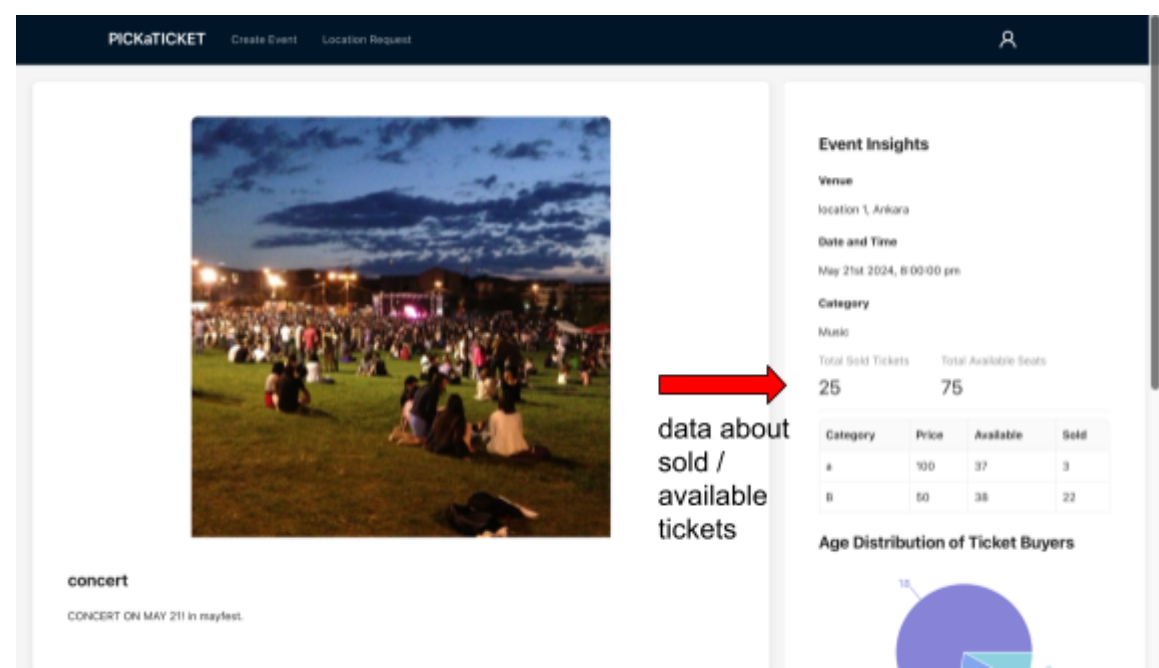 PICKaTICKET Create Event Location Request
Event Insights
Venue
location 1, Ankara
Date and Time
May 21st 2024, 8:00:00 pm
Category
Music
Total Sold Tickets Total Available Seats
25 75
data about
sold /
available
tickets
Category Price Available Sold
a 100 37 3
B 50 38 22
Age Distribution of Ticket Buyers
18
concert
CONCERT ON MAY 21! in mayfest.